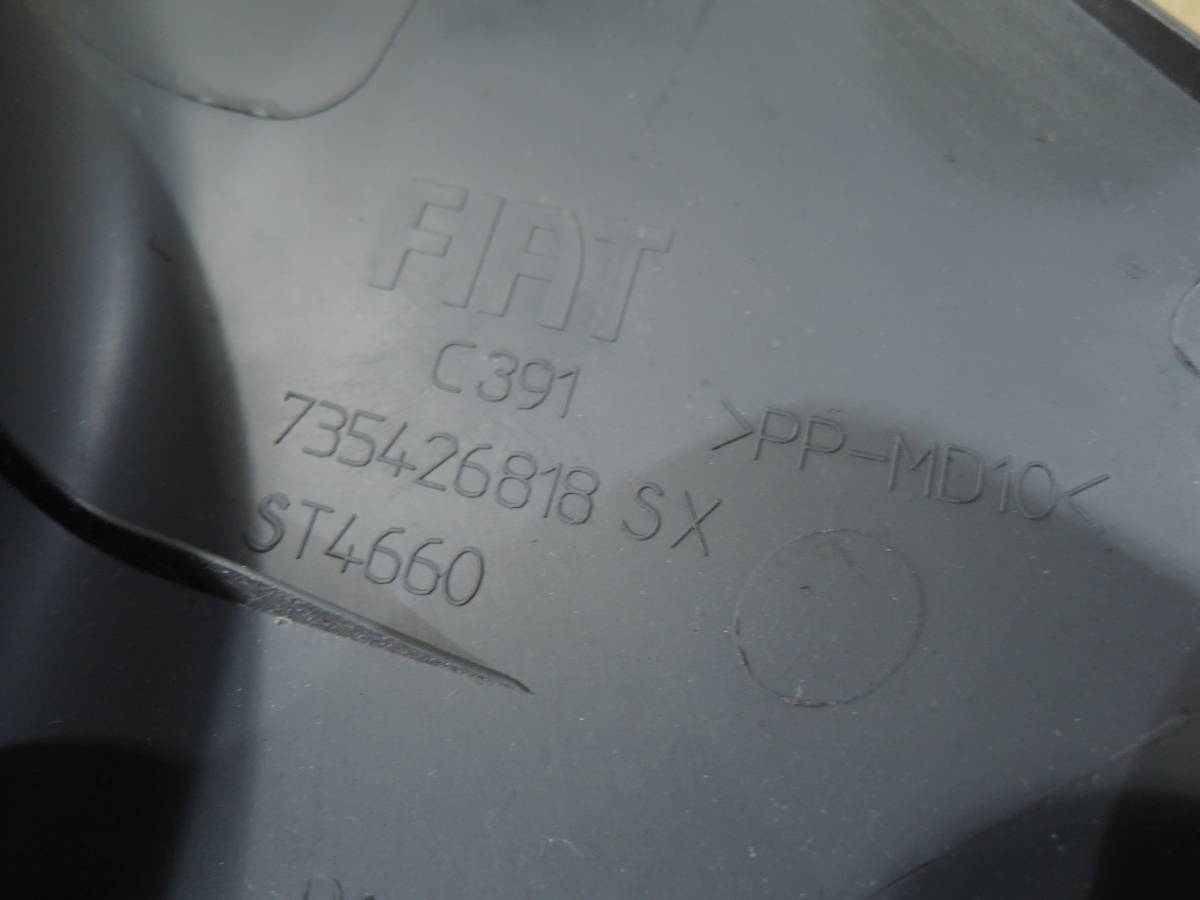 FIAT
C391
735426818 SX
ST4660
>PP-MD10<